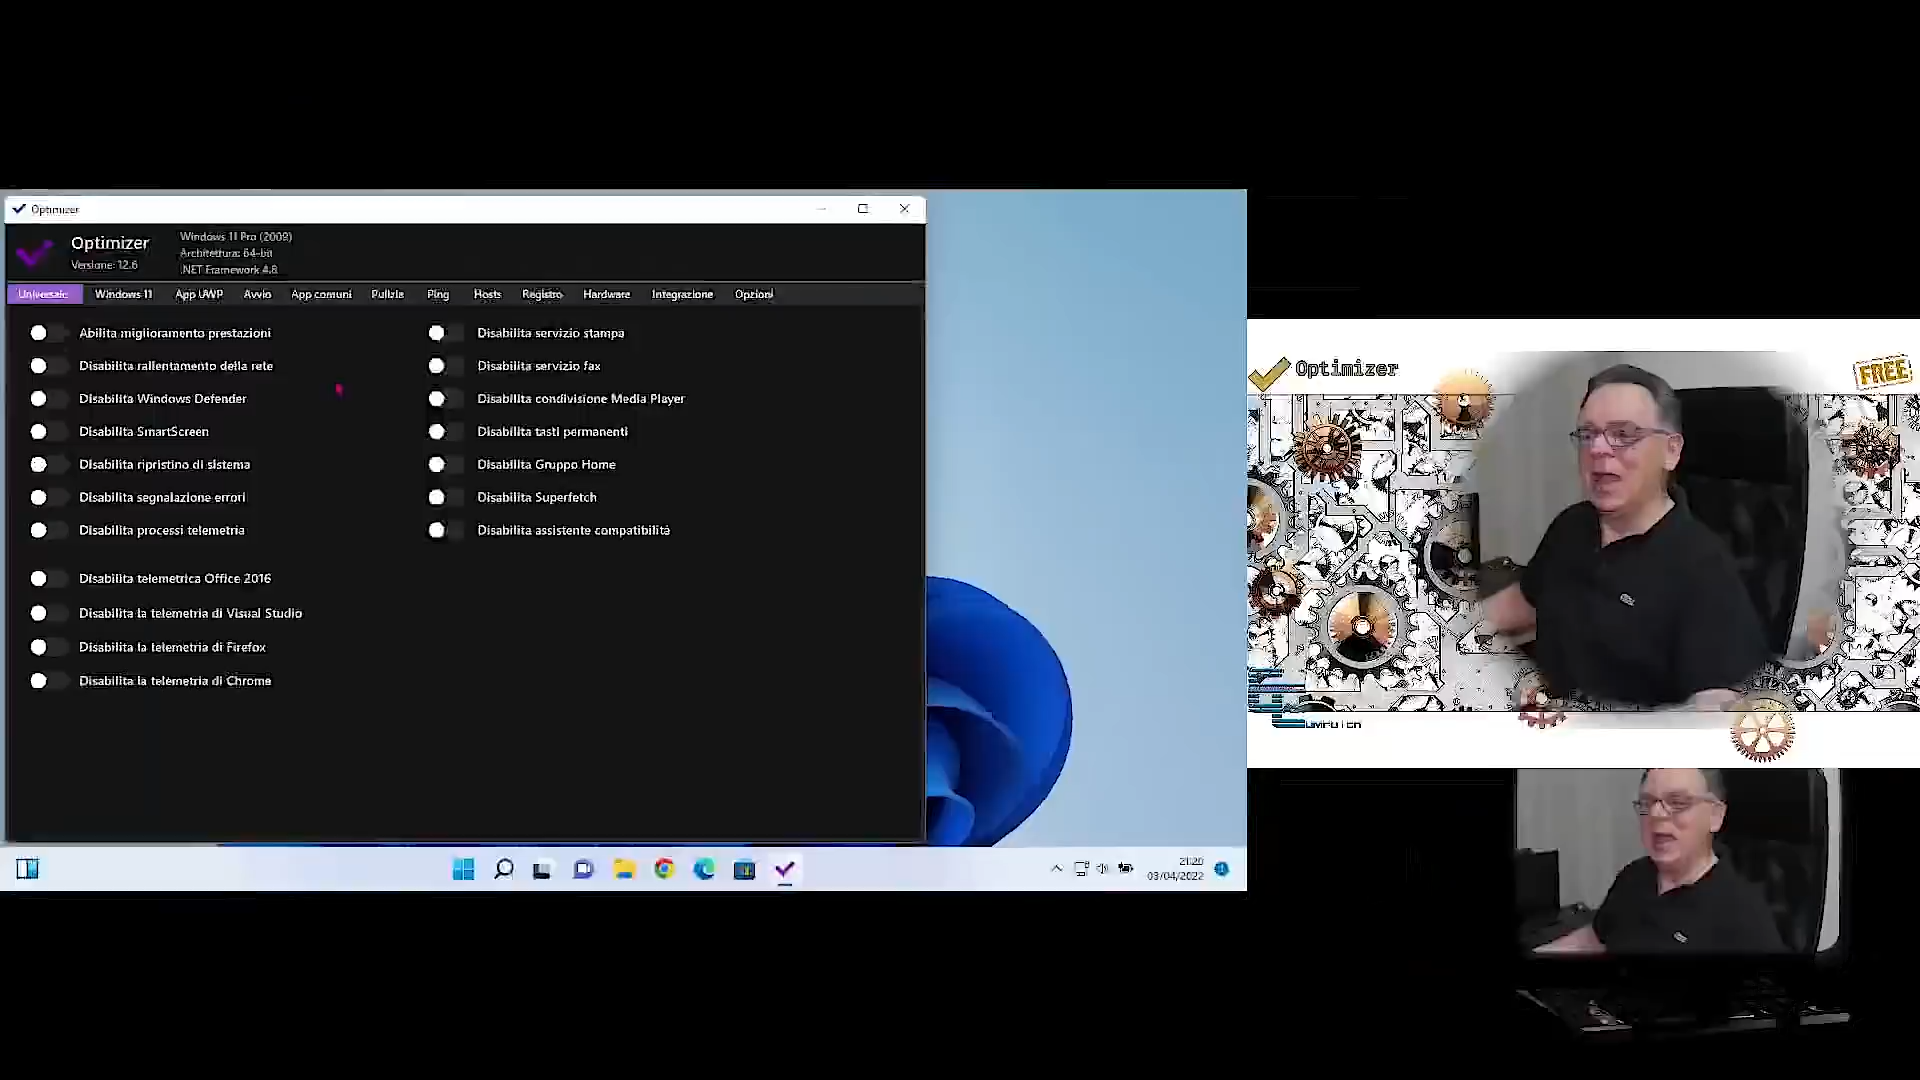 Optimizer
Optimizer
Versione: 12.6
Windows 11 Pro (2009)
Architettura: 64-bit
.NET Framework 4.8
Universale
Windows 11
App UWP
Avvio
App comuni
Pulizia
Ping
Hosts
Registro
Hardware
Integrazione
Opzioni
Abilita miglioramento prestazioni
Disabilita rallentamento della rete
Disabilita Windows Defender
Disabilita SmartScreen
Disabilita ripristino di sistema
Disabilita segnalazione errori
Disabilita processi telemetria
Disabilita telemetrica Office 2016
Disabilita la telemetria di Visual Studio
Disabilita la telemetria di Firefox
Disabilita la telemetria di Chrome
Disabilita servizio stampa
Disabilita servizio fax
Disabilita condivisione Media Player
Disabilita tasti permanenti
Disabilita Gruppo Home
Disabilita Superfetch
Disabilita assistente compatibilità
21:20
03/04/2022
Optimizer
FREE